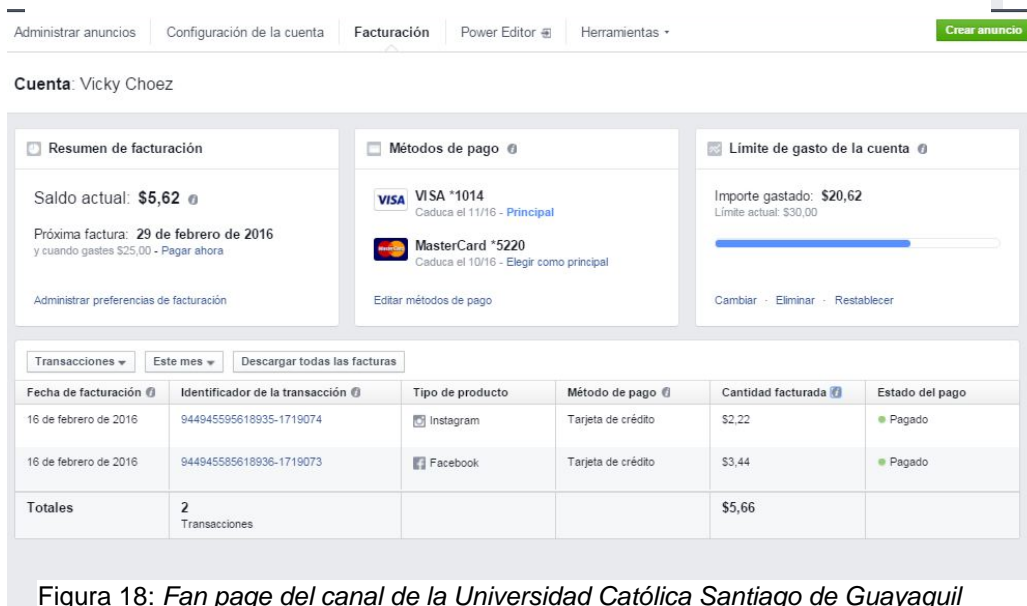 Administrar anuncios Configuración de la cuenta Facturación Power Editor Herramientas Crear anuncio
Cuenta: Vicky Choez
Resumen de facturación
Saldo actual: $5,62
Próxima factura: 29 de febrero de 2016
y cuando gastes $25,00 - Pagar ahora
Administrar preferencias de facturación
Métodos de pago
VISA VISA *1014
Caduca el 11/16 - Principal
MasterCard MasterCard *5220
Caduca el 10/16 - Elegir como principal
Editar métodos de pago
Límite de gasto de la cuenta
Importe gastado: $20,62
Límite actual: $30,00
Cambiar · Eliminar · Restablecer
Transacciones Este mes Descargar todas las facturas
Fecha de facturación Identificador de la transacción Tipo de producto Método de pago Cantidad facturada Estado del pago
16 de febrero de 2016 944945595618935-1719074 Instagram Tarjeta de crédito $2,22 Pagado
16 de febrero de 2016 944945585618936-1719073 Facebook Tarjeta de crédito $3,44 Pagado
Totales 2 $5,66
Transacciones
Figura 18: Fan page del canal de la Universidad Católica Santiago de Guayaquil